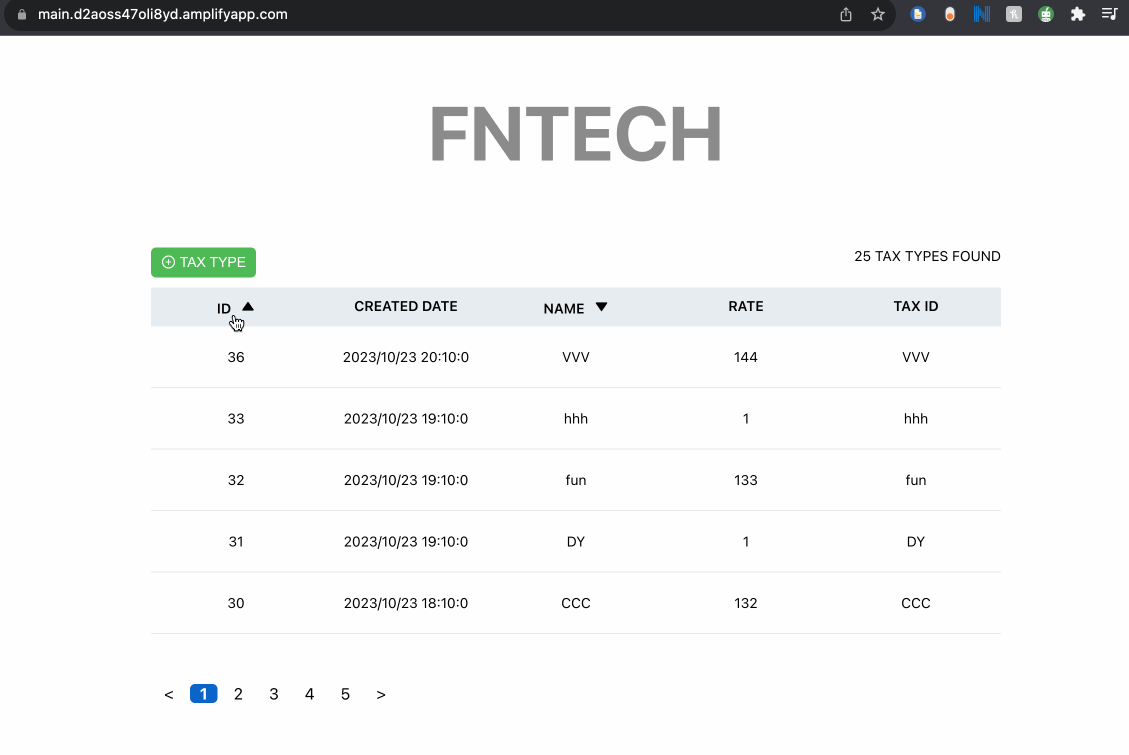 main.d2aoss47oli8yd.amplifyapp.com
FNTECH
TAX TYPE
25 TAX TYPES FOUND
ID CREATED DATE NAME RATE TAX ID
36 2023/10/23 20:10:0 VVV 144 VVV
33 2023/10/23 19:10:0 hhh 1 hhh
32 2023/10/23 19:10:0 fun 133 fun
31 2023/10/23 19:10:0 DY 1 DY
30 2023/10/23 18:10:0 CCC 132 CCC
< 1 2 3 4 5 >